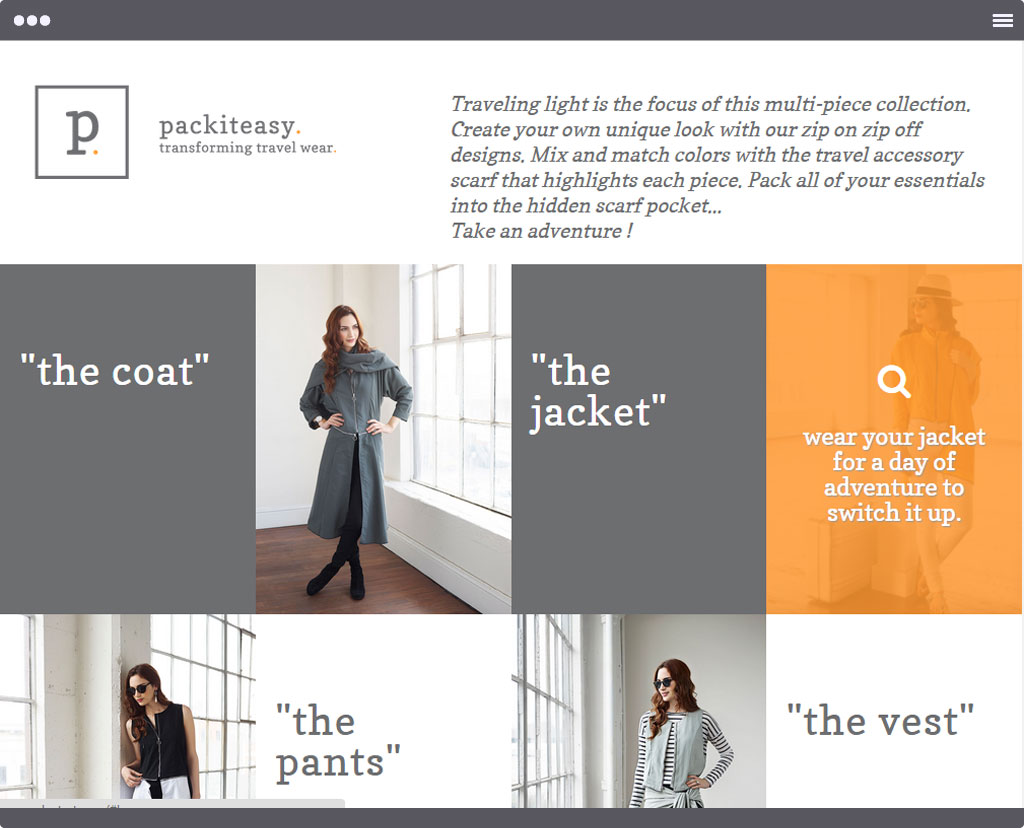 p.
packiteasy.
transforming travel wear.
Traveling light is the focus of this multi-piece collection.
Create your own unique look with our zip on zip off
designs. Mix and match colors with the travel accessory
scarf that highlights each piece. Pack all of your essentials
into the hidden scarf pocket...
Take an adventure !
"the coat"
"the
jacket"
wear your jacket
for a day of
adventure to
switch it up.
"the
pants"
"the vest"